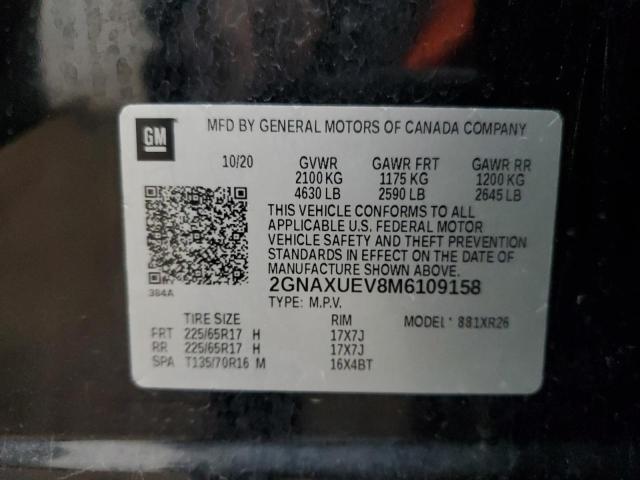 GM
MFD BY GENERAL MOTORS OF CANADA COMPANY
10/20 GVWR GAWR FRT GAWR RR
2100 KG 1175 KG 1200 KG
4630 LB 2590 LB 2645 LB
THIS VEHICLE CONFORMS TO ALL
APPLICABLE U.S. FEDERAL MOTOR
VEHICLE SAFETY AND THEFT PREVENTION
STANDARDS IN EFFECT ON THE DATE OF
MANUFACTURE SHOWN ABOVE.
384A
2GNAXUEV8M6109158
TYPE: M.P.V.
TIRE SIZE RIM MODEL: 881XR26
FRT 225/65R17 H 17X7J
RR 225/65R17 H 17X7J
SPA T135/70R16 M 16X4BT